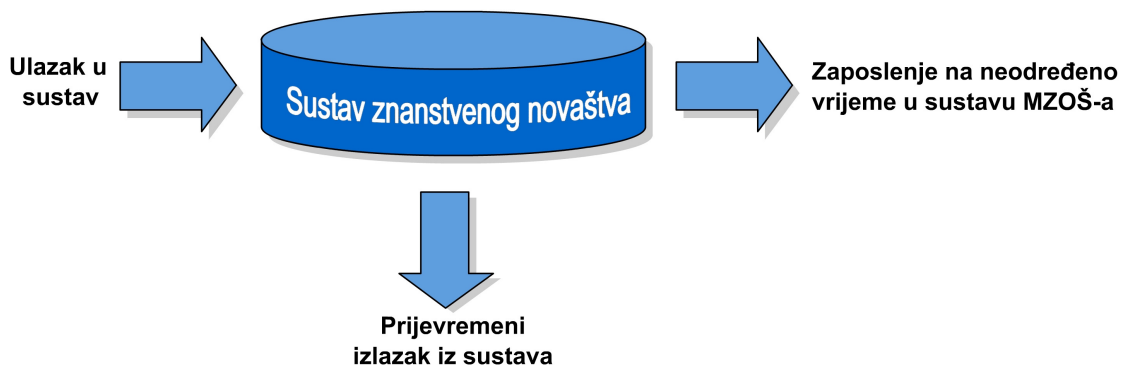 Ulazak u
sustav
Sustav znanstvenog novaštva
Zaposlenje na neodređeno
vrijeme u sustavu MZOŠ-a
Prijevremeni
izlazak iz sustava